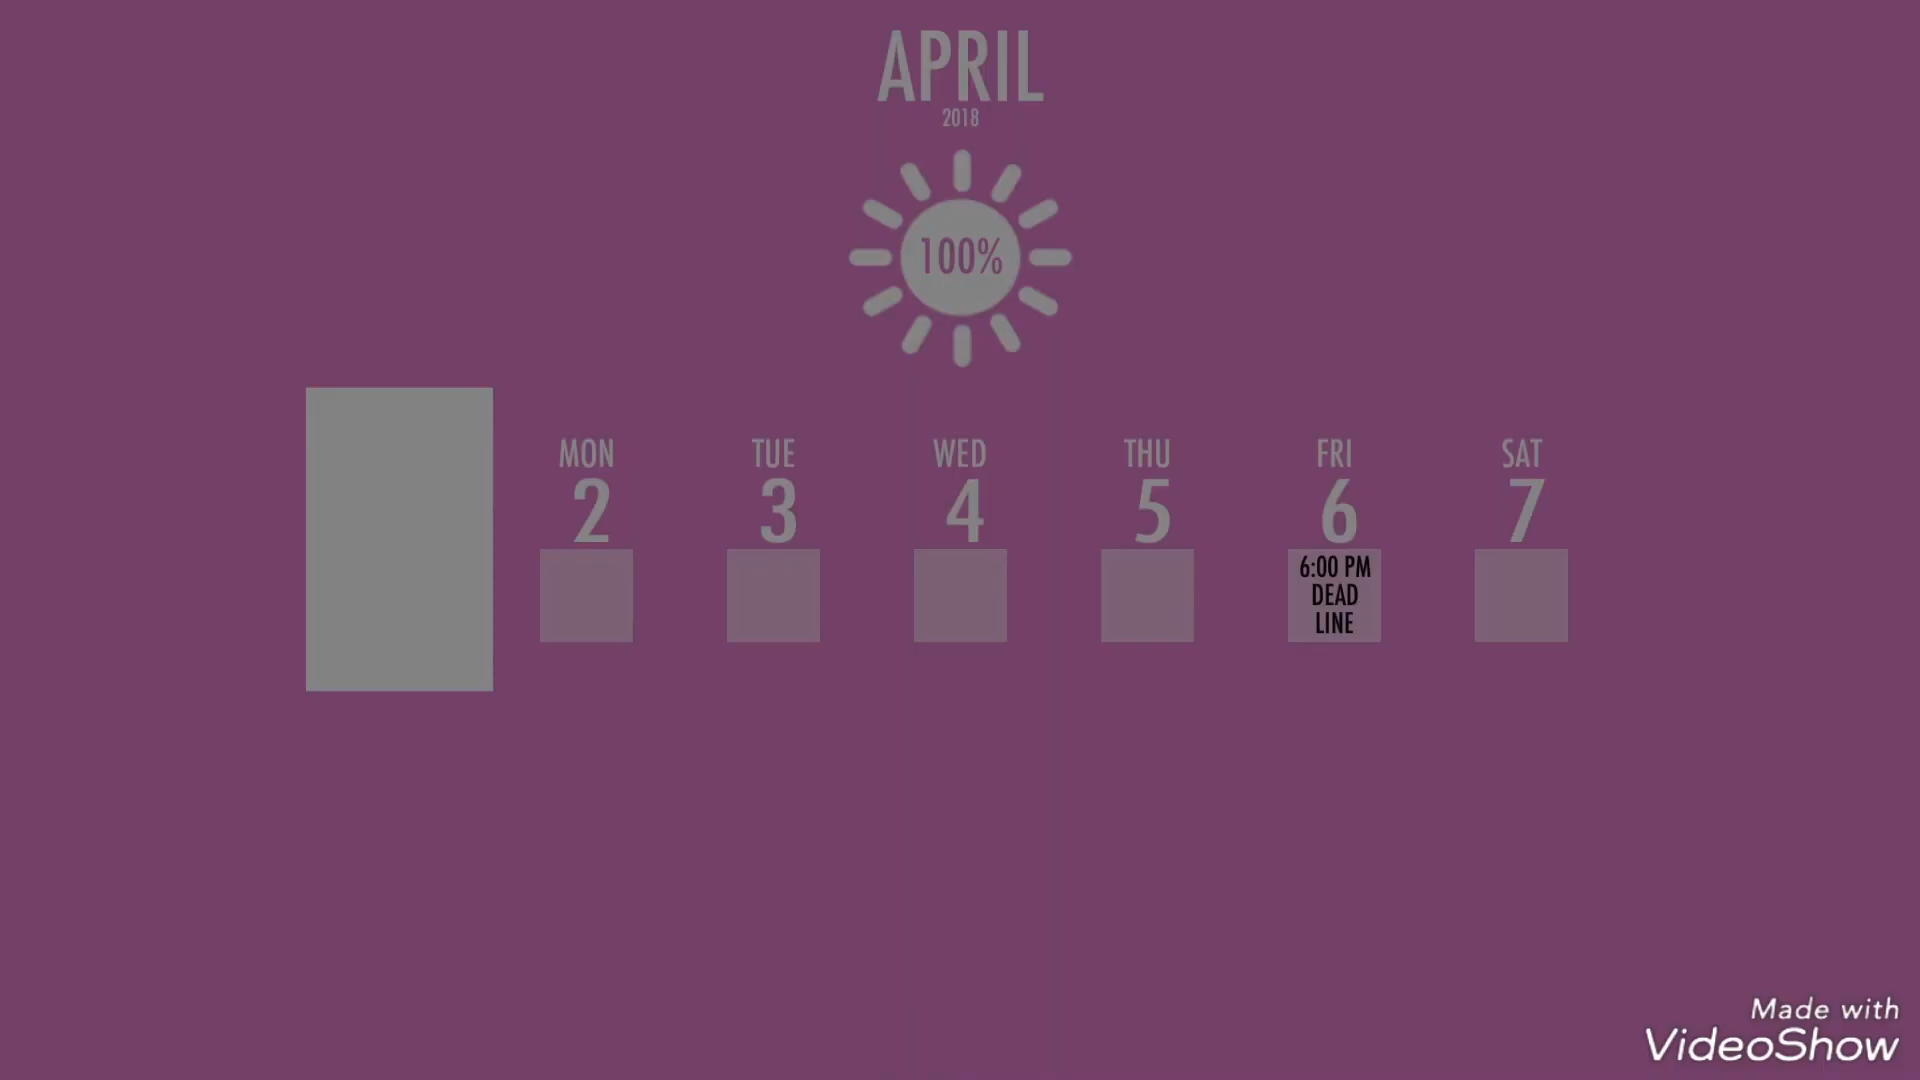 APRIL
2018
100%
MON TUE WED THU FRI SAT
2 3 4 5 6 7
6:00 PM
DEAD
LINE
Made with
VideoShow